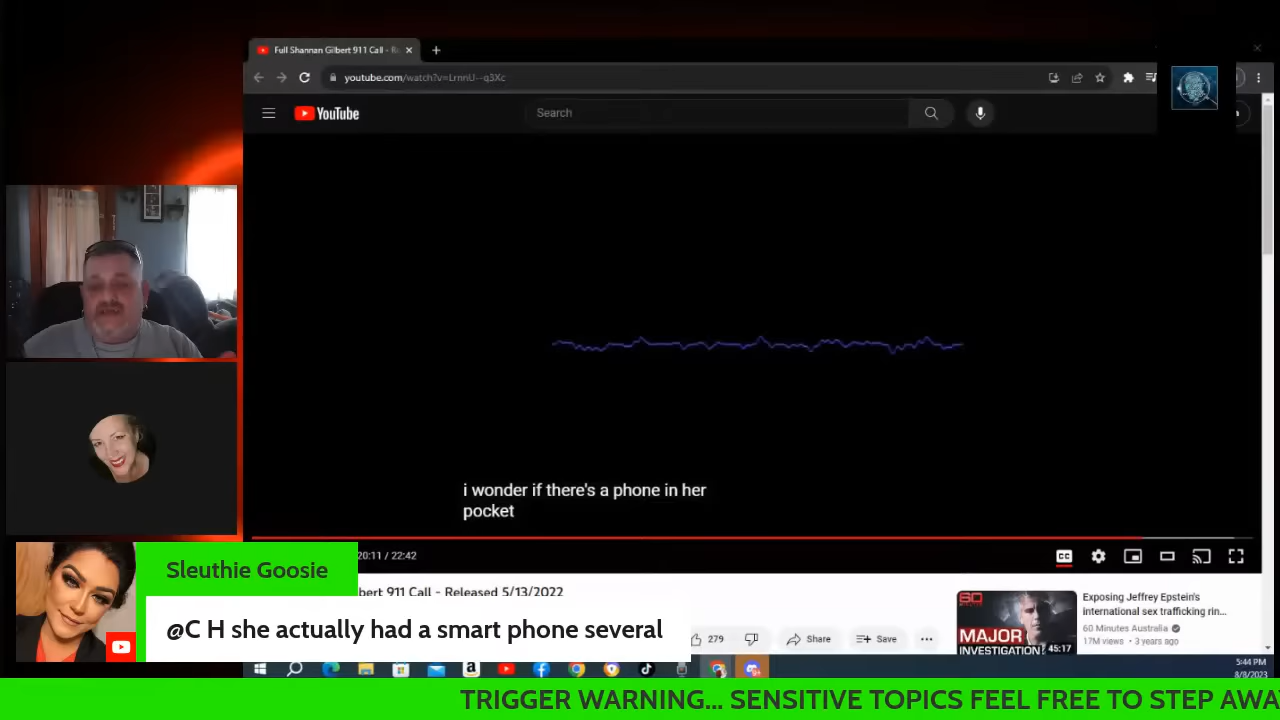 Full Shannan Gilbert 911 Call - Re
youtube.com/watch?v=LrnnU--q3Xc
YouTube
Search
i wonder if there's a phone in her
pocket
20:11 / 22:42
CC
bert 911 Call - Released 5/13/2022
279
Share
Save
60
MAJOR
INVESTIGATION
45:17
Exposing Jeffrey Epstein's
international sex trafficking rin...
60 Minutes Australia
17M views • 3 years ago
Sleuthie Goosie
@C H she actually had a smart phone several
5:44 PM
8/8/2023
TRIGGER WARNING... SENSITIVE TOPICS FEEL FREE TO STEP AWA